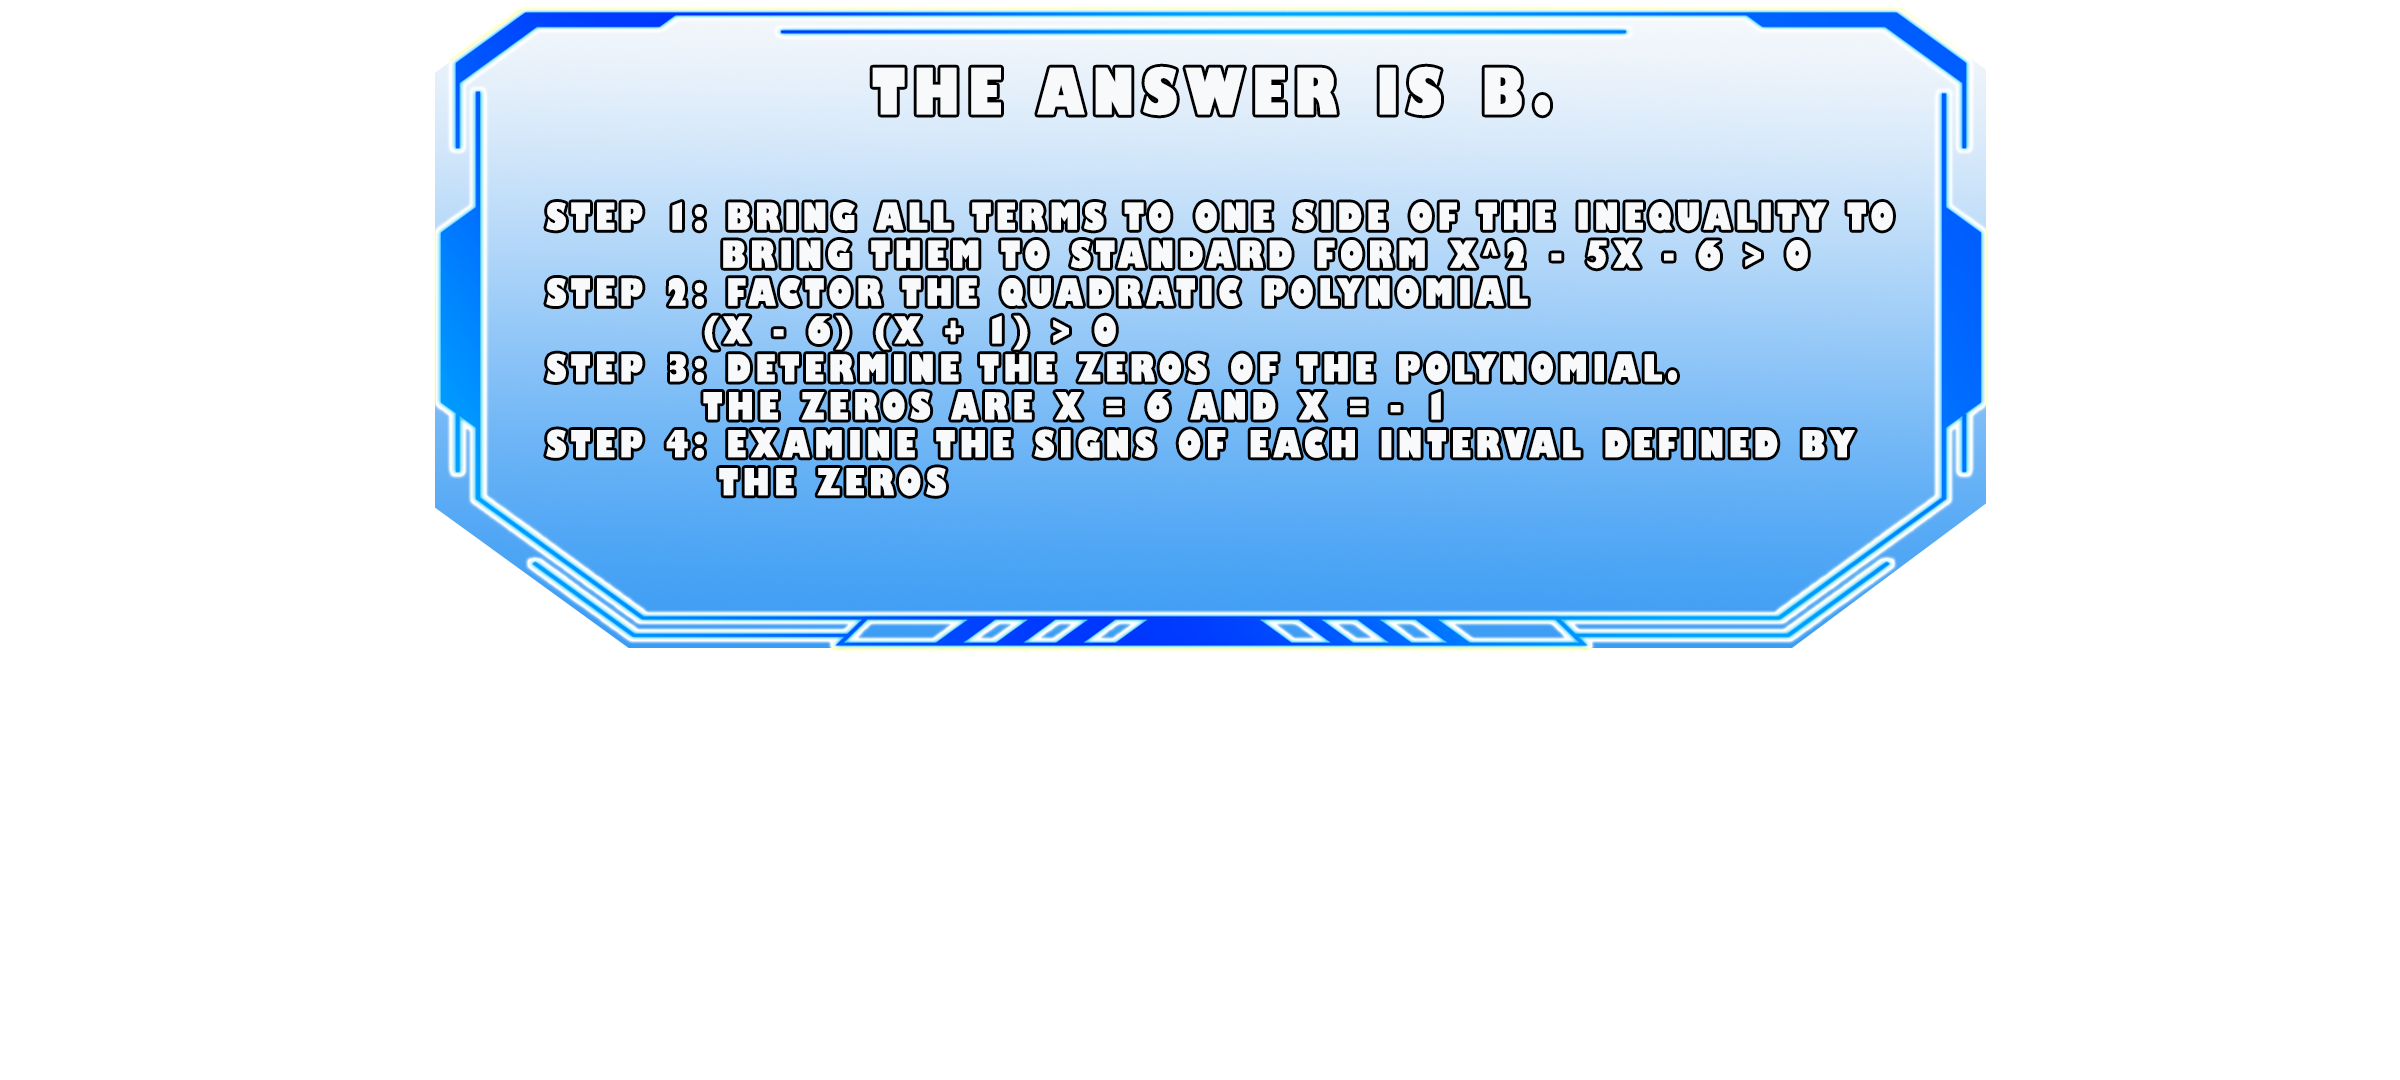 THE ANSWER IS B.
STEP 1: BRING ALL TERMS TO ONE SIDE OF THE INEQUALITY TO
BRING THEM TO STANDARD FORM X^2 - 5X - 6 > 0
STEP 2: FACTOR THE QUADRATIC POLYNOMIAL
(X - 6) (X + 1) > 0
STEP 3: DETERMINE THE ZEROS OF THE POLYNOMIAL.
THE ZEROS ARE X = 6 AND X = - 1
STEP 4: EXAMINE THE SIGNS OF EACH INTERVAL DEFINED BY
THE ZEROS